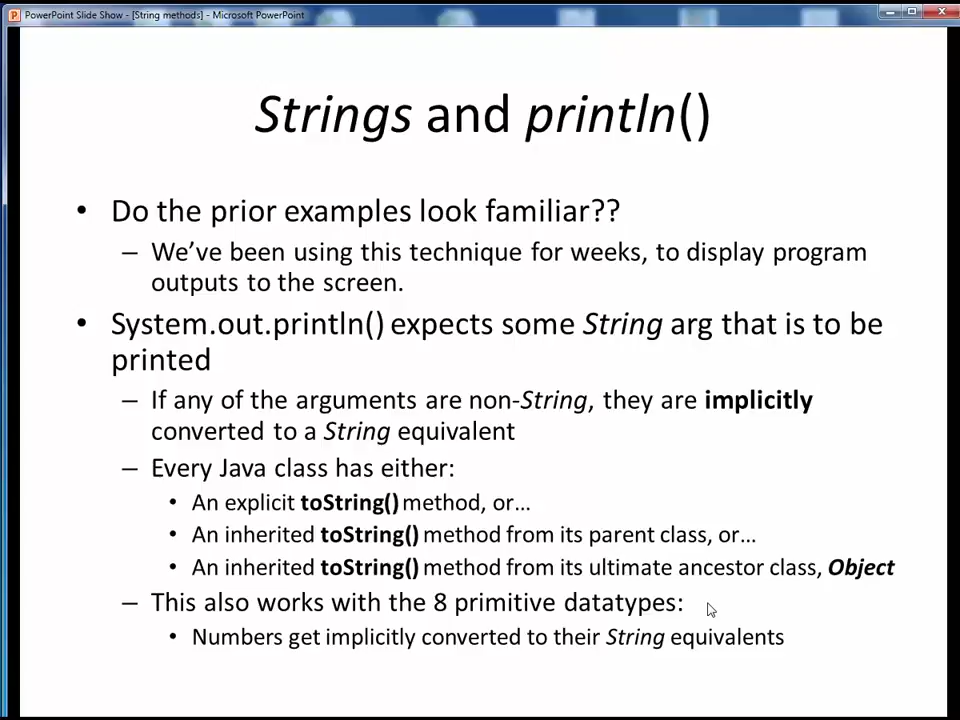 PowerPoint Slide Show - [String methods] - Microsoft PowerPoint
Strings and println()
• Do the prior examples look familiar??
– We've been using this technique for weeks, to display program
outputs to the screen.
• System.out.println() expects some String arg that is to be
printed
– If any of the arguments are non-String, they are implicitly
converted to a String equivalent
– Every Java class has either:
• An explicit toString() method, or…
• An inherited toString() method from its parent class, or…
• An inherited toString() method from its ultimate ancestor class, Object
– This also works with the 8 primitive datatypes:
• Numbers get implicitly converted to their String equivalents